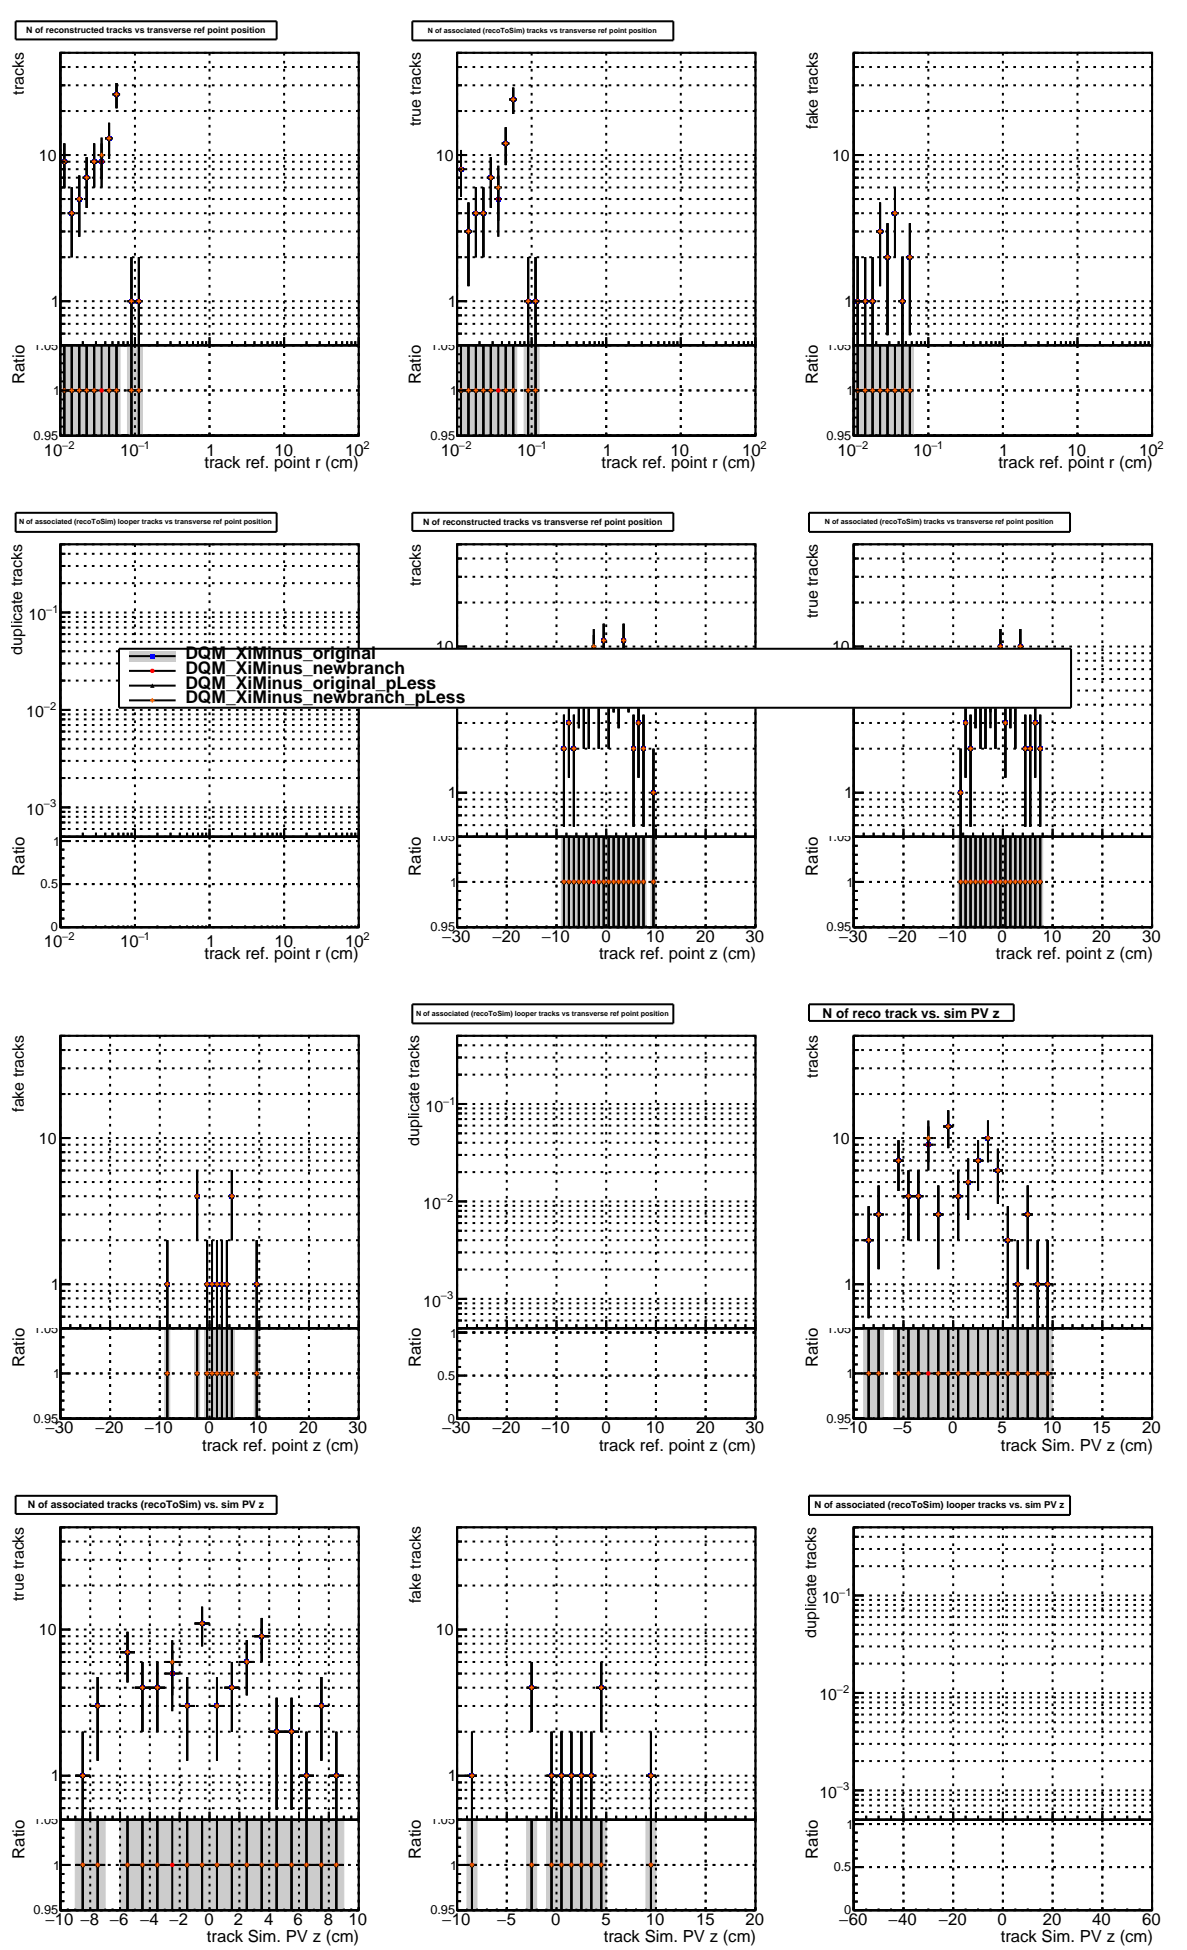 N of reconstructed tracks vs transverse ref point position
tracks
10
1
Ratio
1.05
1
0.95
10−2 10−1 1 10 102
track ref. point r (cm)
N of associated (recoToSim) tracks vs transverse ref point position
true tracks
10
1
Ratio
1.05
1
0.95
10−2 10−1 1 10 102
track ref. point r (cm)
fake tracks
10
1
Ratio
1.05
1
0.95
10−2 10−1 1 10 102
track ref. point r (cm)
N of associated (recoToSim) looper tracks vs transverse ref point position
duplicate tracks
10−1
10−2
10−3
Ratio
1
0.5
0
10−2 10−1 1 10 102
track ref. point r (cm)
N of reconstructed tracks vs transverse ref point position
tracks
10
1
Ratio
1.05
1
0.95
−30 −20 −10 0 10 20 30
track ref. point z (cm)
N of associated (recoToSim) tracks vs transverse ref point position
true tracks
10
1
Ratio
1.05
1
0.95
−30 −20 −10 0 10 20 30
track ref. point z (cm)
DQM_XiMinus_original
DQM_XiMinus_newbranch
DQM_XiMinus_original_pLess
DQM_XiMinus_newbranch_pLess
fake tracks
10
1
Ratio
1.05
1
0.95
−30 −20 −10 0 10 20 30
track ref. point z (cm)
N of associated (recoToSim) looper tracks vs transverse ref point position
duplicate tracks
10−1
10−2
10−3
Ratio
1
0.5
0
−30 −20 −10 0 10 20 30
track ref. point z (cm)
N of reco track vs. sim PV z
tracks
10
1
Ratio
1.05
1
0.95
−10 −5 0 5 10 15 20
track Sim. PV z (cm)
N of associated tracks (recoToSim) vs. sim PV z
true tracks
10
1
Ratio
1.05
1
0.95
−10 −8 −6 −4 −2 0 2 4 6 8 10
track Sim. PV z (cm)
fake tracks
10
1
Ratio
1.05
1
0.95
−10 −5 0 5 10 15 20
track Sim. PV z (cm)
N of associated (recoToSim) looper tracks vs. sim PV z
duplicate tracks
10−1
10−2
10−3
Ratio
1
0.5
0
−60 −40 −20 0 20 40 60
track Sim. PV z (cm)